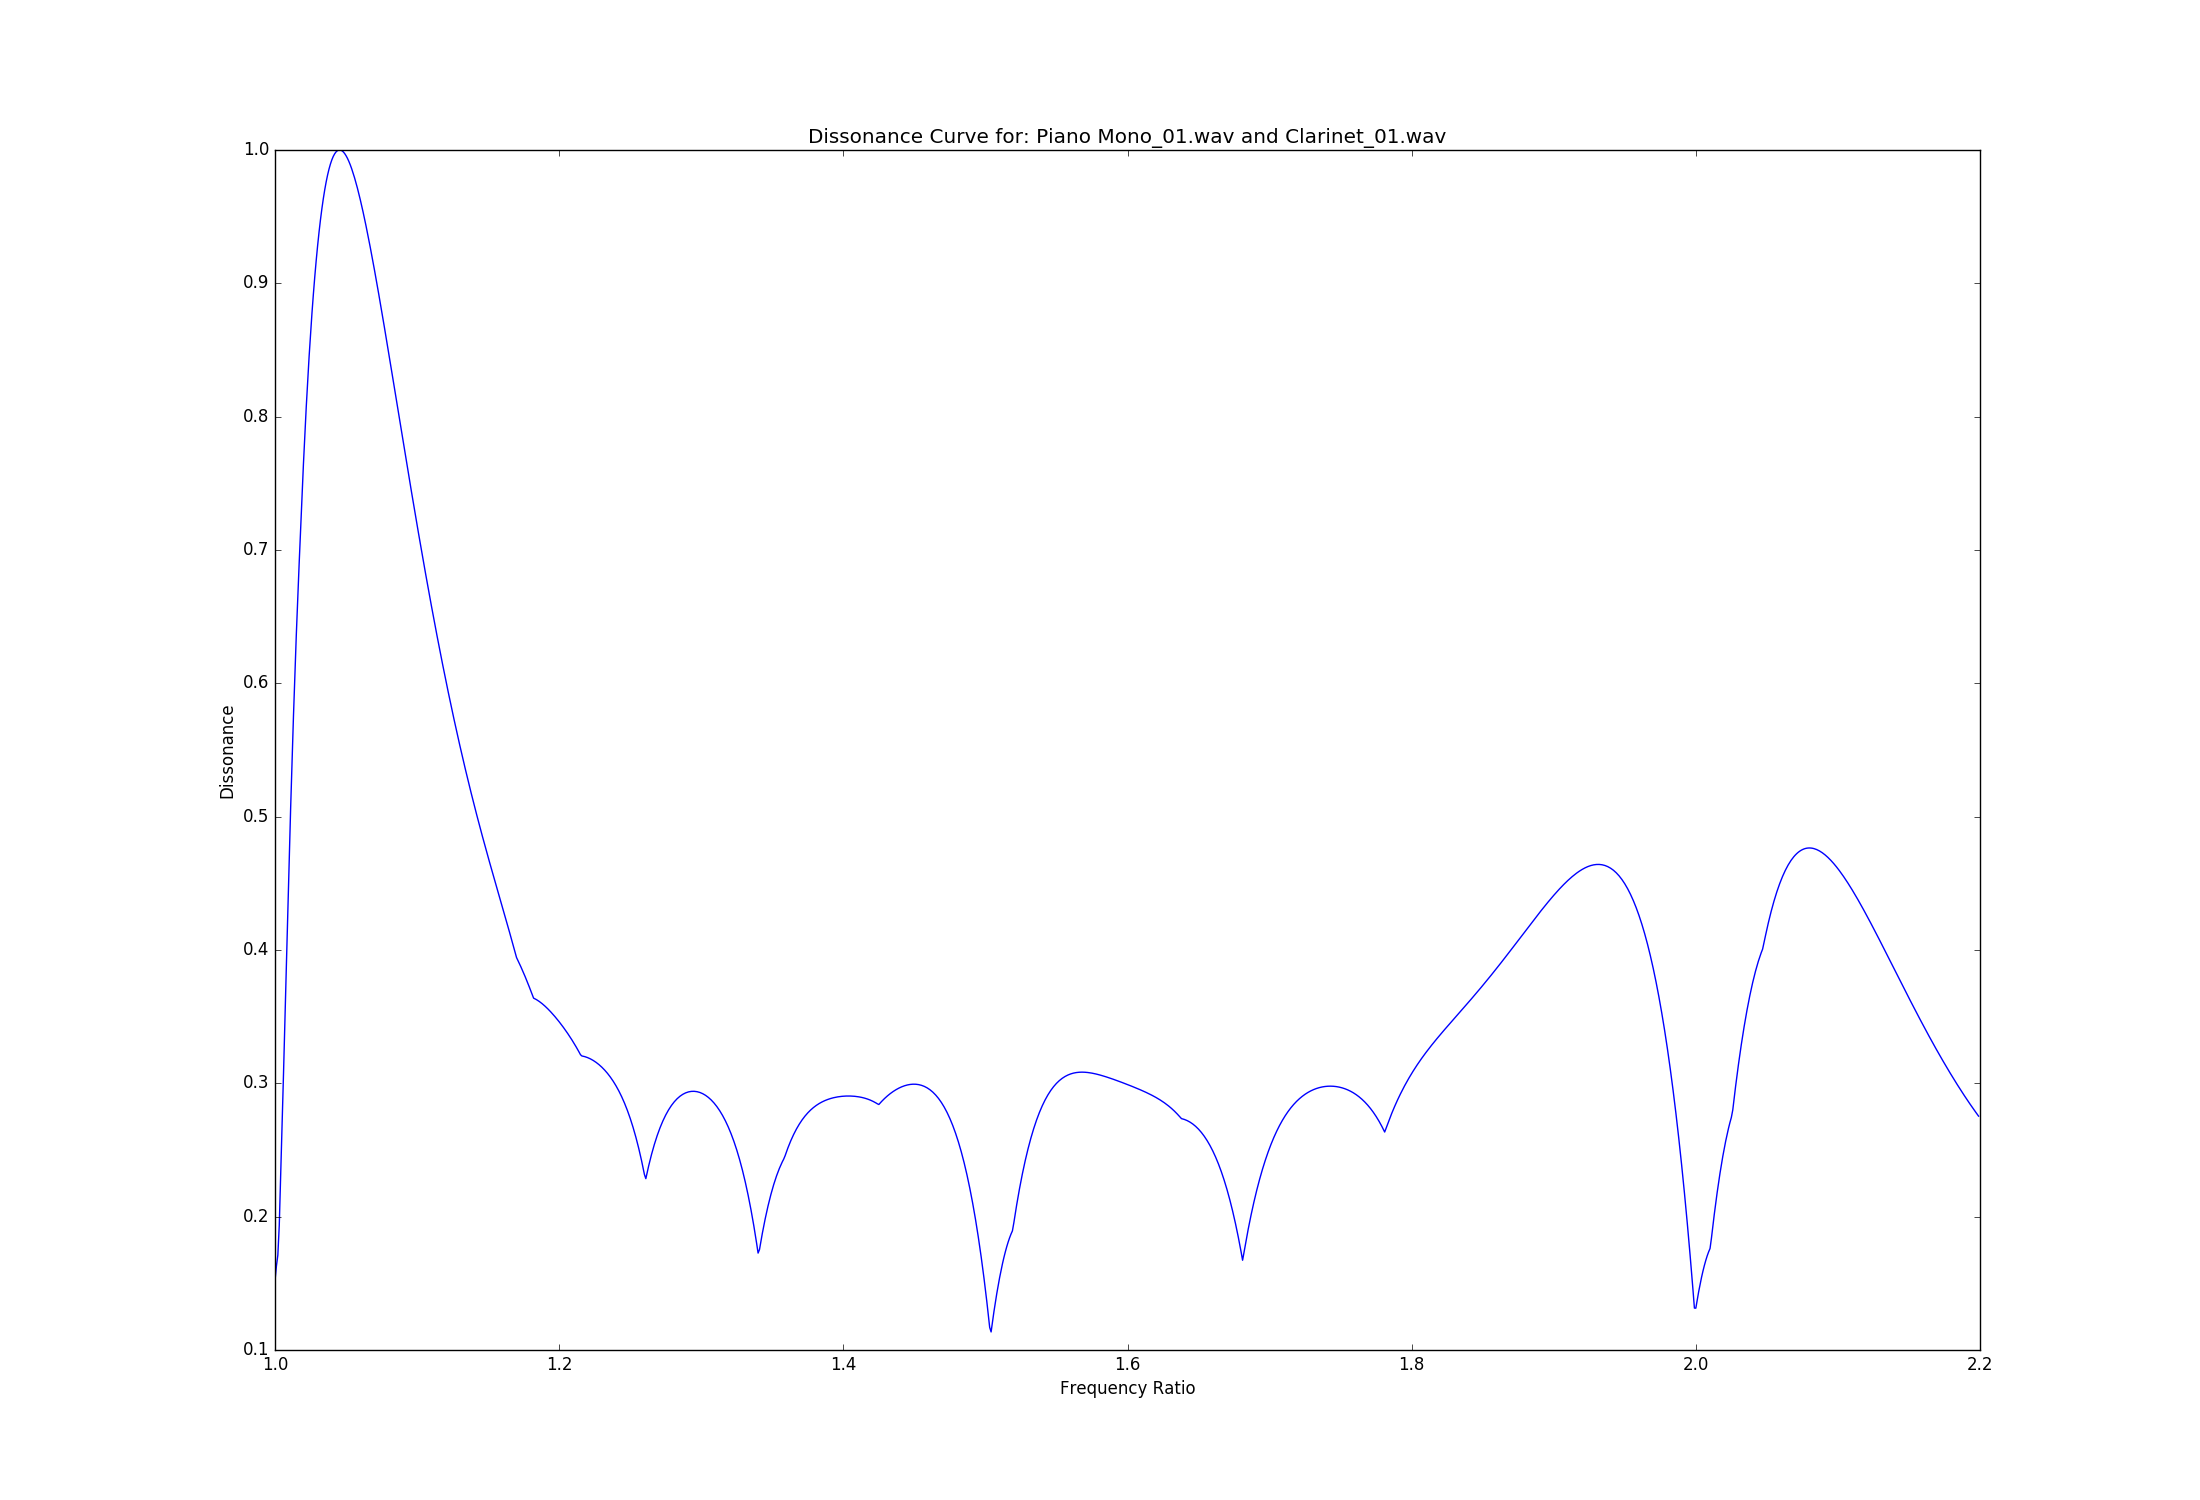 Dissonance Curve for: Piano Mono_01.wav and Clarinet_01.wav
1.0
0.9
0.8
0.7
0.6
0.5
0.4
0.3
0.2
0.1
Dissonance
1.0 1.2 1.4 1.6 1.8 2.0 2.2
Frequency Ratio